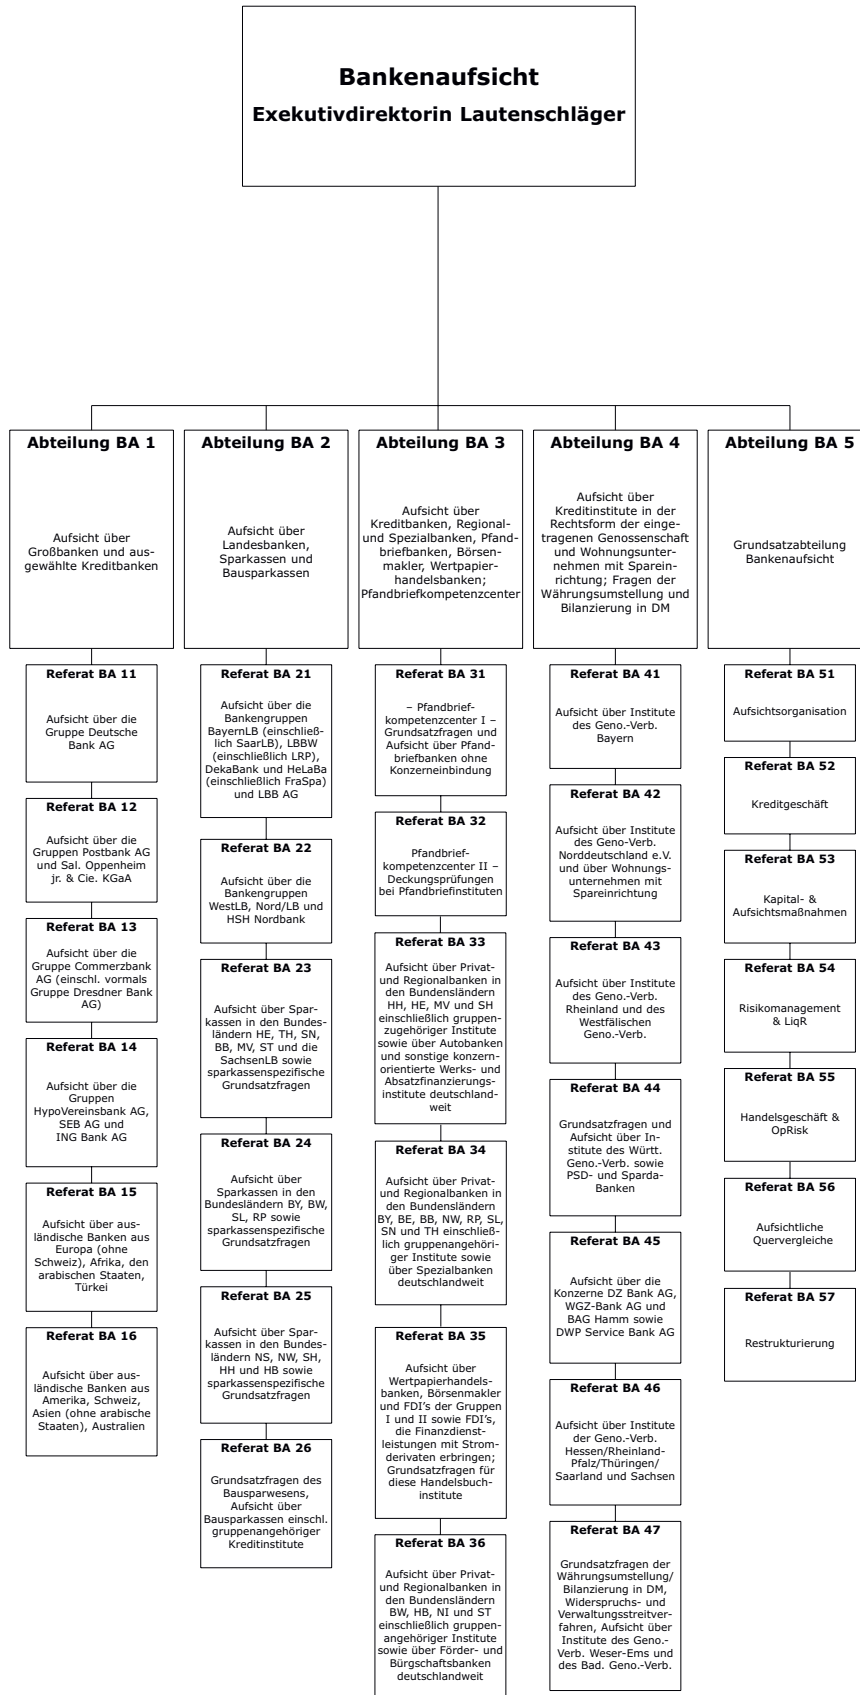 Bankenaufsicht
Exekutivdirektorin Lautenschläger
Abteilung BA 1
Aufsicht über
Großbanken und aus-
gewählte Kreditbanken
Referat BA 11
Aufsicht über die
Gruppe Deutsche
Bank AG
Referat BA 12
Aufsicht über die
Gruppen Postbank AG
und Sal. Oppenheim
jr. & Cie. KGaA
Referat BA 13
Aufsicht über die
Gruppe Commerzbank
AG (einschl. vormals
Gruppe Dresdner Bank
AG)
Referat BA 14
Aufsicht über die
Gruppen
HypoVereinsbank AG,
SEB AG und
ING Bank AG
Referat BA 15
Aufsicht über aus-
ländische Banken aus
Europa (ohne
Schweiz), Afrika, den
arabischen Staaten,
Türkei
Referat BA 16
Aufsicht über aus-
ländische Banken aus
Amerika, Schweiz,
Asien (ohne arabische
Staaten), Australien
Abteilung BA 2
Aufsicht über
Landesbanken,
Sparkassen und
Bausparkassen
Referat BA 21
Aufsicht über die
Bankengruppen
BayernLB (einschließ-
lich SaarLB), LBBW
(einschließlich LRP),
DekaBank und HeLaBa
(einschließlich FraSpa)
und LBB AG
Referat BA 22
Aufsicht über die
Bankengruppen
WestLB, Nord/LB und
HSH Nordbank
Referat BA 23
Aufsicht über Spar-
kassen in den Bundes-
ländern HE, TH, SN,
BB, MV, ST und die
SachsenLB sowie
sparkassenspezifische
Grundsatzfragen
Referat BA 24
Aufsicht über
Sparkassen in den
Bundesländern BY, BW,
SL, RP sowie
sparkassenspezifische
Grundsatzfragen
Referat BA 25
Aufsicht über Spar-
kassen in den Bundes-
ländern NS, NW, SH,
HH und HB sowie
sparkassenspezifische
Grundsatzfragen
Referat BA 26
Grundsatzfragen des
Bausparwesens,
Aufsicht über
Bausparkassen einschl.
gruppenangehöriger
Kreditinstitute
Abteilung BA 3
Aufsicht über
Kreditbanken, Regional-
und Spezialbanken, Pfand-
briefbanken, Börsen-
makler, Wertpapier-
handelsbanken;
Pfandbriefkompetenzcenter
Referat BA 31
– Pfandbrief-
kompetenzcenter I –
Grundsatzfragen und
Aufsicht über Pfand-
briefbanken ohne
Konzerneinbindung
Referat BA 32
Pfandbrief-
kompetenzcenter II –
Deckungsprüfungen
bei Pfandbriefinstituten
Referat BA 33
Aufsicht über Privat-
und Regionalbanken in
den Bundensländern
HH, HE, MV und SH
einschließlich gruppen-
zugehöriger Institute
sowie über Autobanken
und sonstige konzern-
orientierte Werks- und
Absatzfinanzierungs-
institute deutschland-
weit
Referat BA 34
Aufsicht über Privat-
und Regionalbanken in
den Bundensländern
BY, BE, BB, NW, RP, SL,
SN und TH einschließ-
lich gruppenangehöri-
ger Institute sowie
über Spezialbanken
deutschlandweit
Referat BA 35
Aufsicht über
Wertpapierhandels-
banken, Börsenmakler
und FDI's der Gruppen
I und II sowie FDI's,
die Finanzdienst-
leistungen mit Strom-
derivaten erbringen;
Grundsatzfragen für
diese Handelsbuch-
institute
Referat BA 36
Aufsicht über Privat-
und Regionalbanken in
den Bundensländern
BW, HB, NI und ST
einschließlich gruppen-
angehöriger Institute
sowie über Förder- und
Bürgschaftsbanken
deutschlandweit
Abteilung BA 4
Aufsicht über
Kreditinstitute in der
Rechtsform der einge-
tragenen Genossenschaft
und Wohnungsunter-
nehmen mit Sparein-
richtung; Fragen der
Währungsumstellung und
Bilanzierung in DM
Referat BA 41
Aufsicht über Institute
des Geno.-Verb.
Bayern
Referat BA 42
Aufsicht über Institute
des Geno-Verb.
Norddeutschland e.V.
und über Wohnungs-
unternehmen mit
Spareinrichtung
Referat BA 43
Aufsicht über Institute
des Geno.-Verb.
Rheinland und des
Westfälischen
Geno.-Verb.
Referat BA 44
Grundsatzfragen und
Aufsicht über In-
stitute des Württ.
Geno.-Verb. sowie
PSD- und Sparda-
Banken
Referat BA 45
Aufsicht über die
Konzerne DZ Bank AG,
WGZ-Bank AG und
BAG Hamm sowie
DWP Service Bank AG
Referat BA 46
Aufsicht über Institute
der Geno.-Verb.
Hessen/Rheinland-
Pfalz/Thüringen/
Saarland und Sachsen
Referat BA 47
Grundsatzfragen der
Währungsumstellung/
Bilanzierung in DM,
Widerspruchs- und
Verwaltungsstreitver-
fahren, Aufsicht über
Institute des Geno.-
Verb. Weser-Ems und
des Bad. Geno.-Verb.
Abteilung BA 5
Grundsatzabteilung
Bankenaufsicht
Referat BA 51
Aufsichtsorganisation
Referat BA 52
Kreditgeschäft
Referat BA 53
Kapital- &
Aufsichtsmaßnahmen
Referat BA 54
Risikomanagement
& LiqR
Referat BA 55
Handelsgeschäft &
OpRisk
Referat BA 56
Aufsichtliche
Quervergleiche
Referat BA 57
Restrukturierung